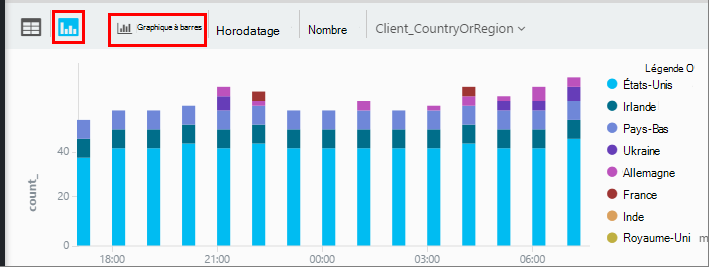 Graphique à barres Horodatage Nombre Client_CountryOrRegion
Légende O
États-Unis
Irlande
Pays-Bas
Ukraine
Allemagne
France
Inde
Royaume-Uni m
count_
40
20
0
18:00 21:00 00:00 03:00 06:00